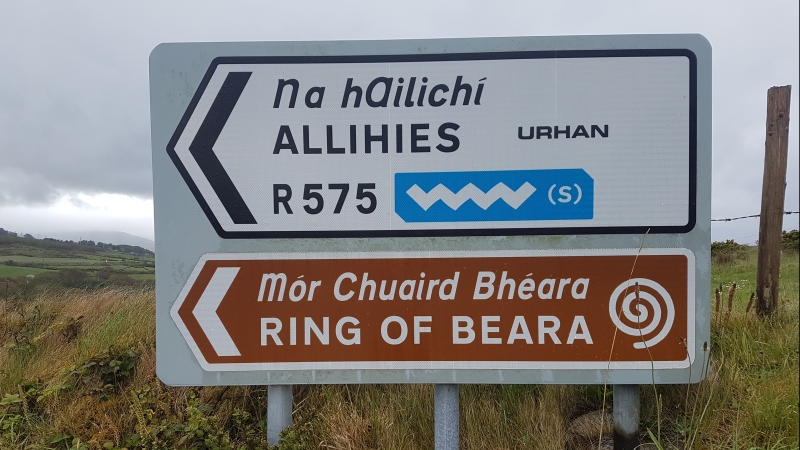 Na hAilichí
ALLIHIES URHAN
R575 (S)
Mór Chuaird Bhéara
RING OF BEARA